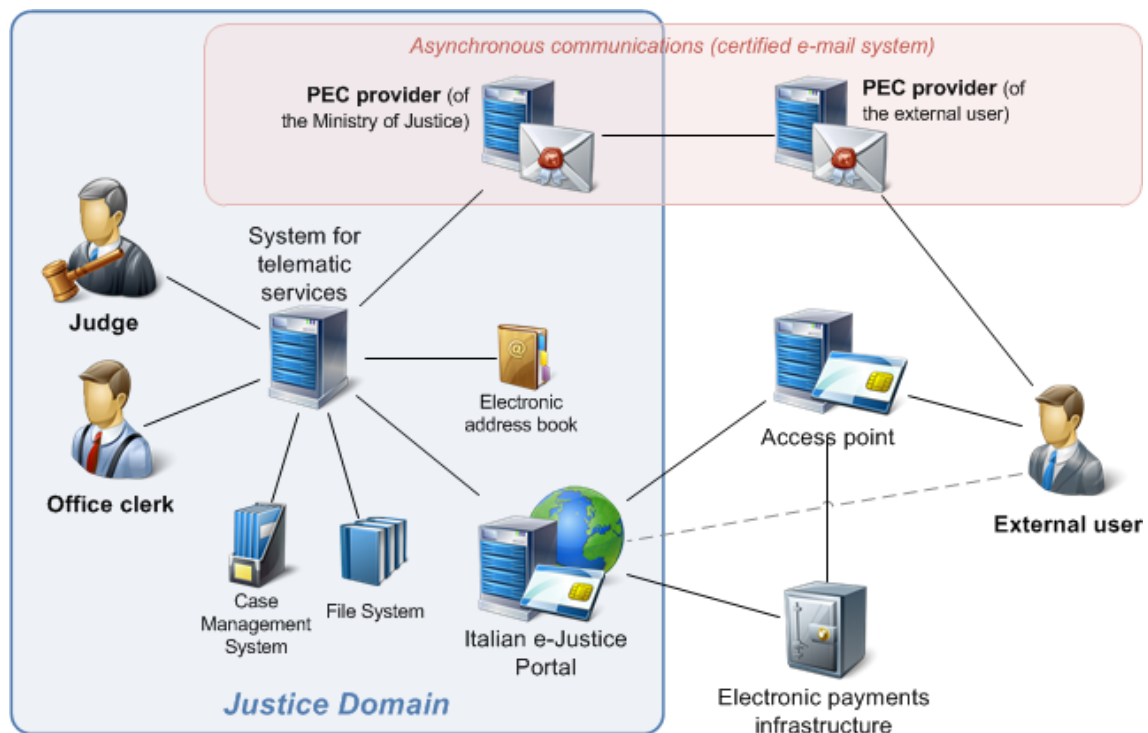 Asynchronous communications (certified e-mail system)
PEC provider (of
the Ministry of Justice)
PEC provider (of
the external user)
System for
telematic
services
Judge
Electronic
address book
Access point
Office clerk
External user
Case
Management
System
File System
Italian e-Justice
Portal
Justice Domain
Electronic payments
infrastructure
@